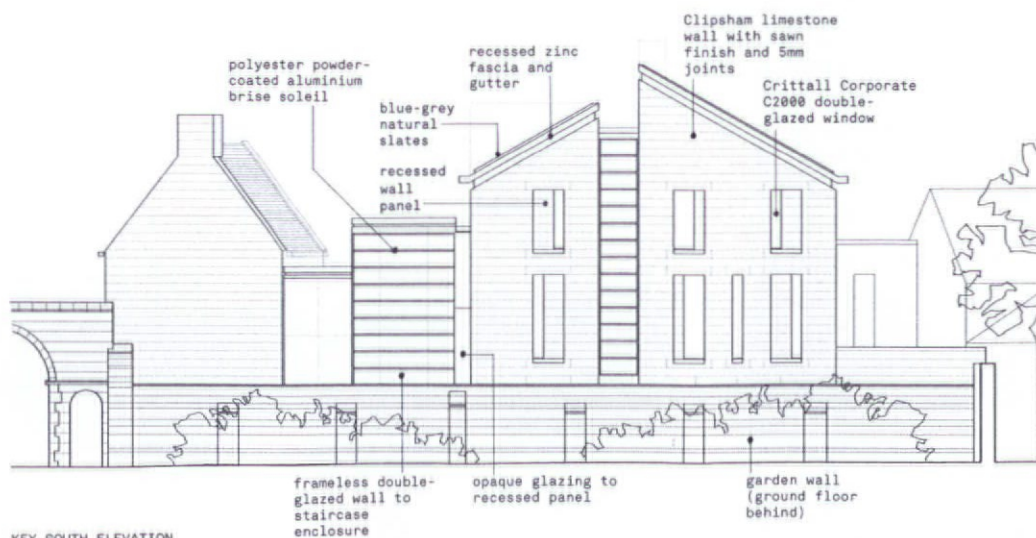 Clipsham limestone
wall with sawn
finish and 5mm
joints
recessed zinc
fascia and
gutter
polyester powder-
coated aluminium
brise soleil
Crittall Corporate
C2000 double-
glazed window
blue-grey
natural
slates
recessed
wall
panel
frameless double-
glazed wall to
staircase
enclosure
opaque glazing to
recessed panel
garden wall
(ground floor
behind)
KEY SOUTH ELEVATION